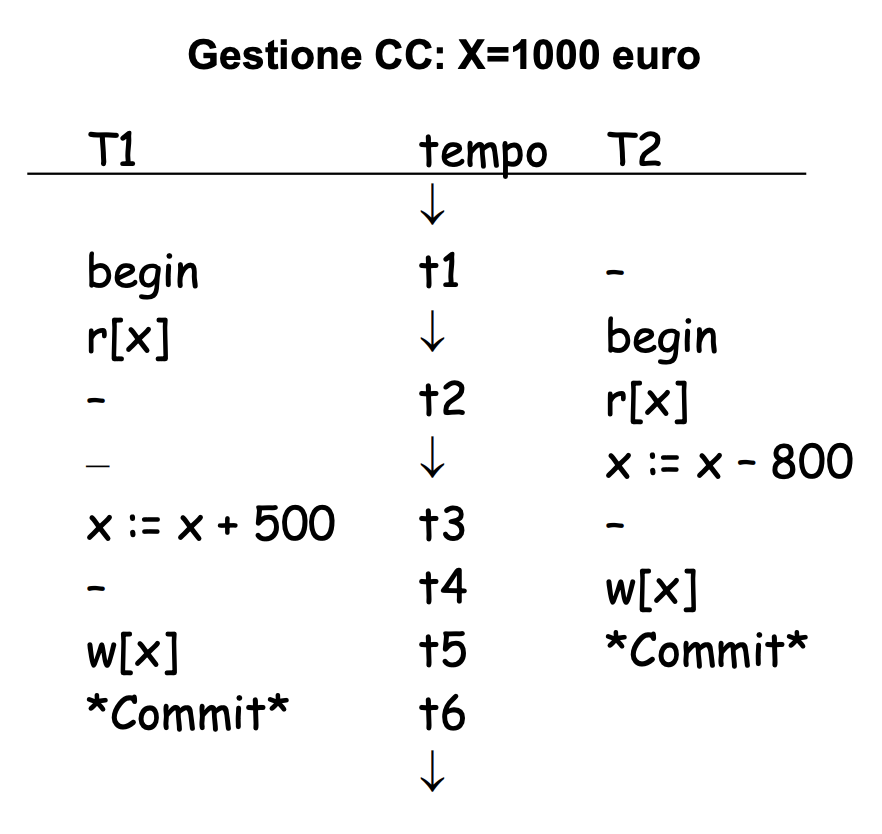 Gestione CC: X=1000 euro
T1 tempo T2
↓
begin t1 -
r[x] ↓ begin
- t2 r[x]
– ↓ x := x - 800
x := x + 500 t3 -
- t4 w[x]
w[x] t5 *Commit*
*Commit* t6
↓